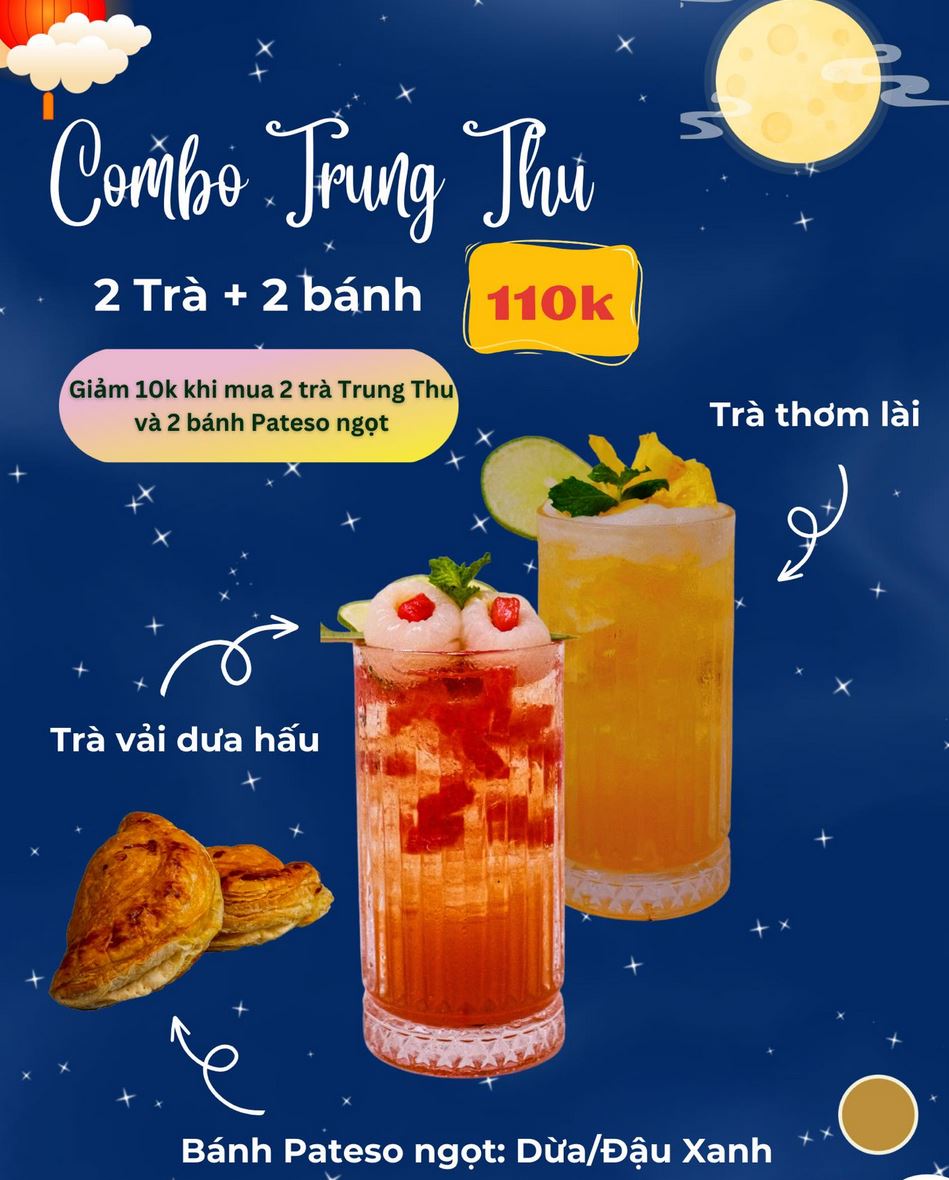 Combo Trung Thu
2 Trà + 2 bánh
110k
Giảm 10k khi mua 2 trà Trung Thu
và 2 bánh Pateso ngọt
Trà thơm lài
Trà vải dưa hấu
Bánh Pateso ngọt: Dừa/Đậu Xanh